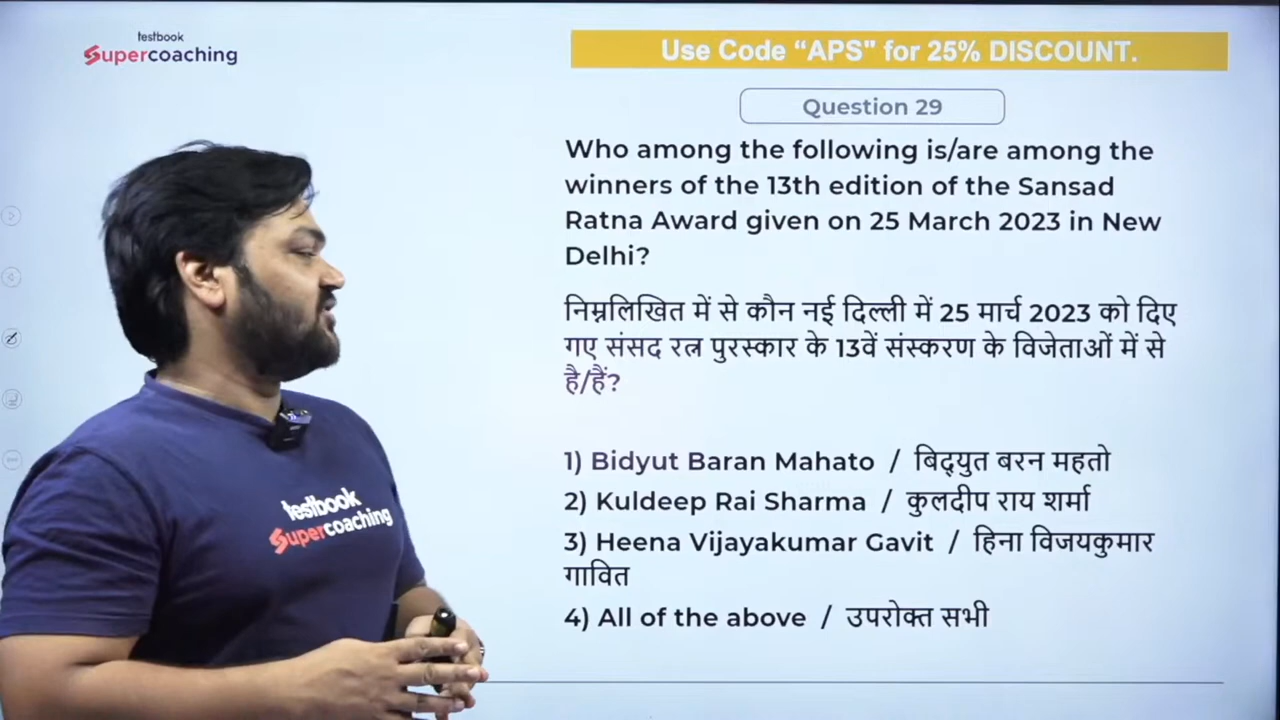 testbook
Supercoaching
Use Code “APS" for 25% DISCOUNT.
Question 29
Who among the following is/are among the
winners of the 13th edition of the Sansad
Ratna Award given on 25 March 2023 in New
Delhi?
निम्नलिखित में से कौन नई दिल्ली में 25 मार्च 2023 को दिए
गए संसद रत्न पुरस्कार के 13वें संस्करण के विजेताओं में से
है/हैं?
1) Bidyut Baran Mahato / बिद्युत बरन महतो
2) Kuldeep Rai Sharma / कुलदीप राय शर्मा
3) Heena Vijayakumar Gavit / हिना विजयकुमार
गावित
4) All of the above / उपरोक्त सभी
testbook
Supercoaching